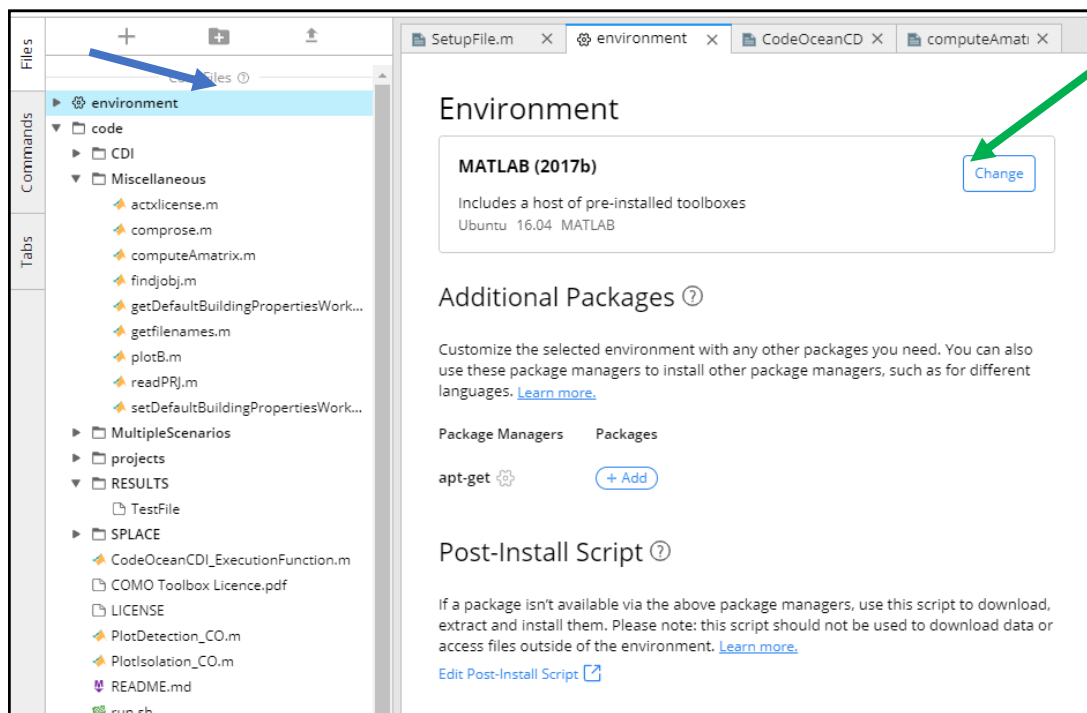 Files
Commands
Tabs
Files
environment
code
CDI
Miscellaneous
actxlicense.m
comprose.m
computeAmatrix.m
findjobj.m
getDefaultBuildingPropertiesWork...
getfilenames.m
plotB.m
readPRJ.m
setDefaultBuildingPropertiesWork...
MultipleScenarios
projects
RESULTS
TestFile
SPLACE
CodeOceanCDI_ExecutionFunction.m
COMO Toolbox Licence.pdf
LICENSE
PlotDetection_CO.m
PlotIsolation_CO.m
README.md
run.sh
SetupFile.m
environment
CodeOceanCD
computeAmat
Environment
MATLAB (2017b)
Change
Includes a host of pre-installed toolboxes
Ubuntu 16.04 MATLAB
Additional Packages
Customize the selected environment with any other packages you need. You can also
use these package managers to install other package managers, such as for different
languages. Learn more.
Package Managers Packages
apt-get + Add
Post-Install Script
If a package isn't available via the above package managers, use this script to download,
extract and install them. Please note: this script should not be used to download data or
access files outside of the environment. Learn more.
Edit Post-Install Script